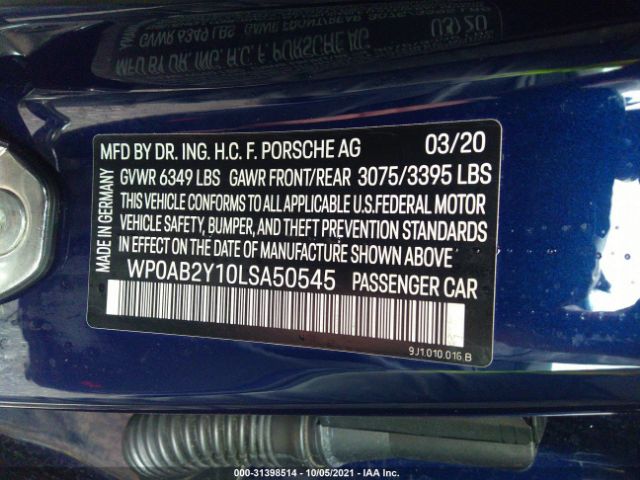 MFD BY DR. ING. H.C. F. PORSCHE AG 03/20
GVWR 6349 LBS GAWR FRONT/REAR 3075/3395 LBS
THIS VEHICLE CONFORMS TO ALL APPLICABLE U.S.FEDERAL MOTOR
VEHICLE SAFETY, BUMPER, AND THEFT PREVENTION STANDARDS
IN EFFECT ON THE DATE OF MANUFACTURE SHOWN ABOVE
WP0AB2Y10LSA50545 PASSENGER CAR
MADE IN GERMANY
9J1.010.016.B
000-31398514 - 10/05/2021 - IAA Inc.